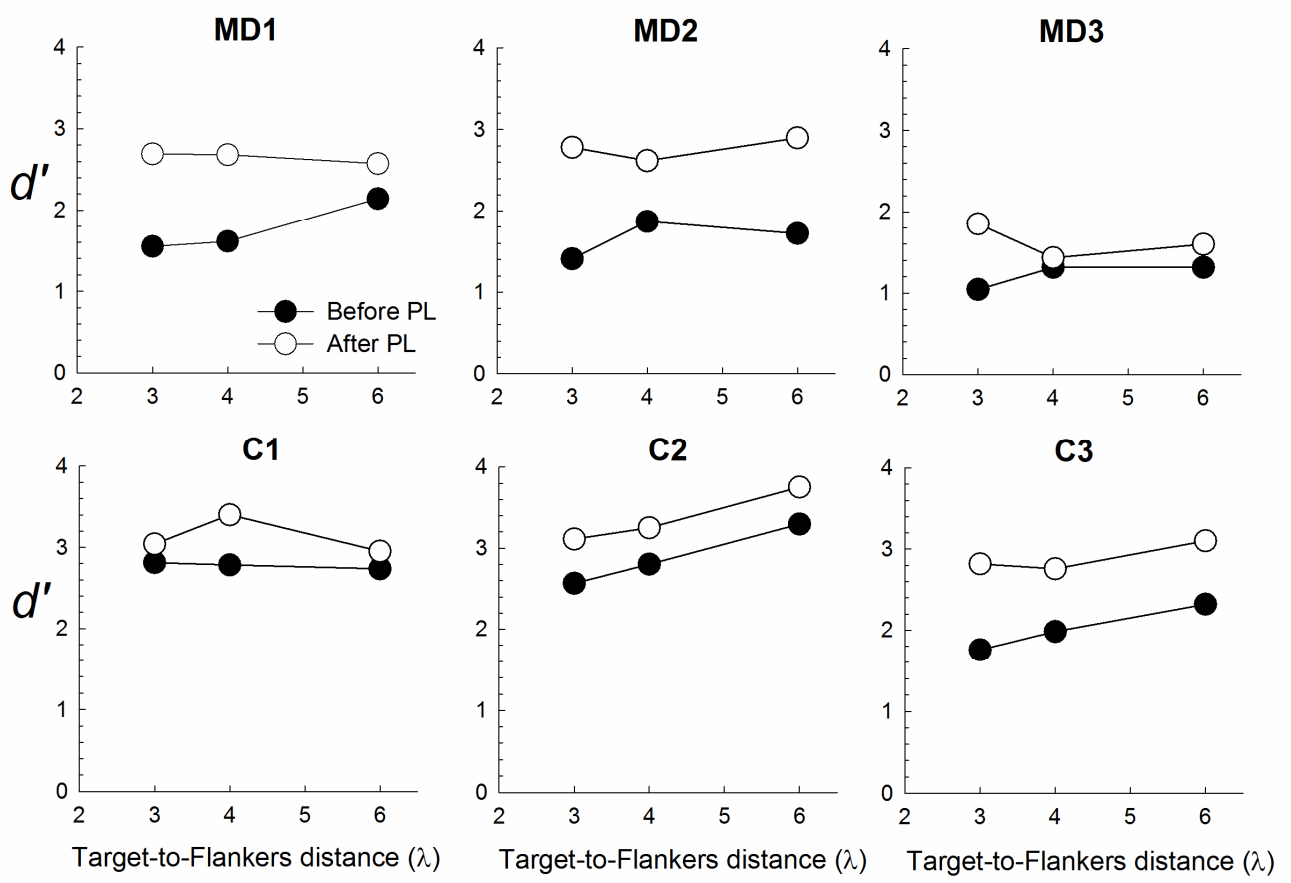 MD1 MD2 MD3
4 4 4
3 3 3
d' 2 2 2
1 1 1
Before PL
After PL
0 0 0
2 3 4 5 6 2 3 4 5 6 2 3 4 5 6
C1 C2 C3
4 4 4
3 3 3
d' 2 2 2
1 1 1
0 0 0
2 3 4 5 6 2 3 4 5 6 2 3 4 5 6
Target-to-Flankers distance (λ) Target-to-Flankers distance (λ) Target-to-Flankers distance (λ)